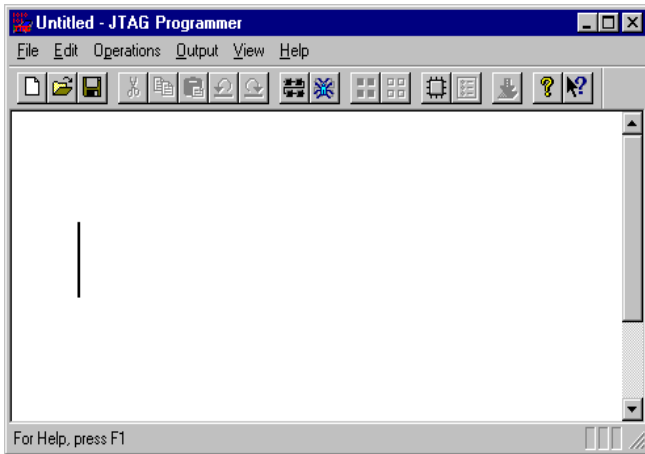 Untitled - JTAG Programmer
File Edit Operations Output View Help
For Help, press F1